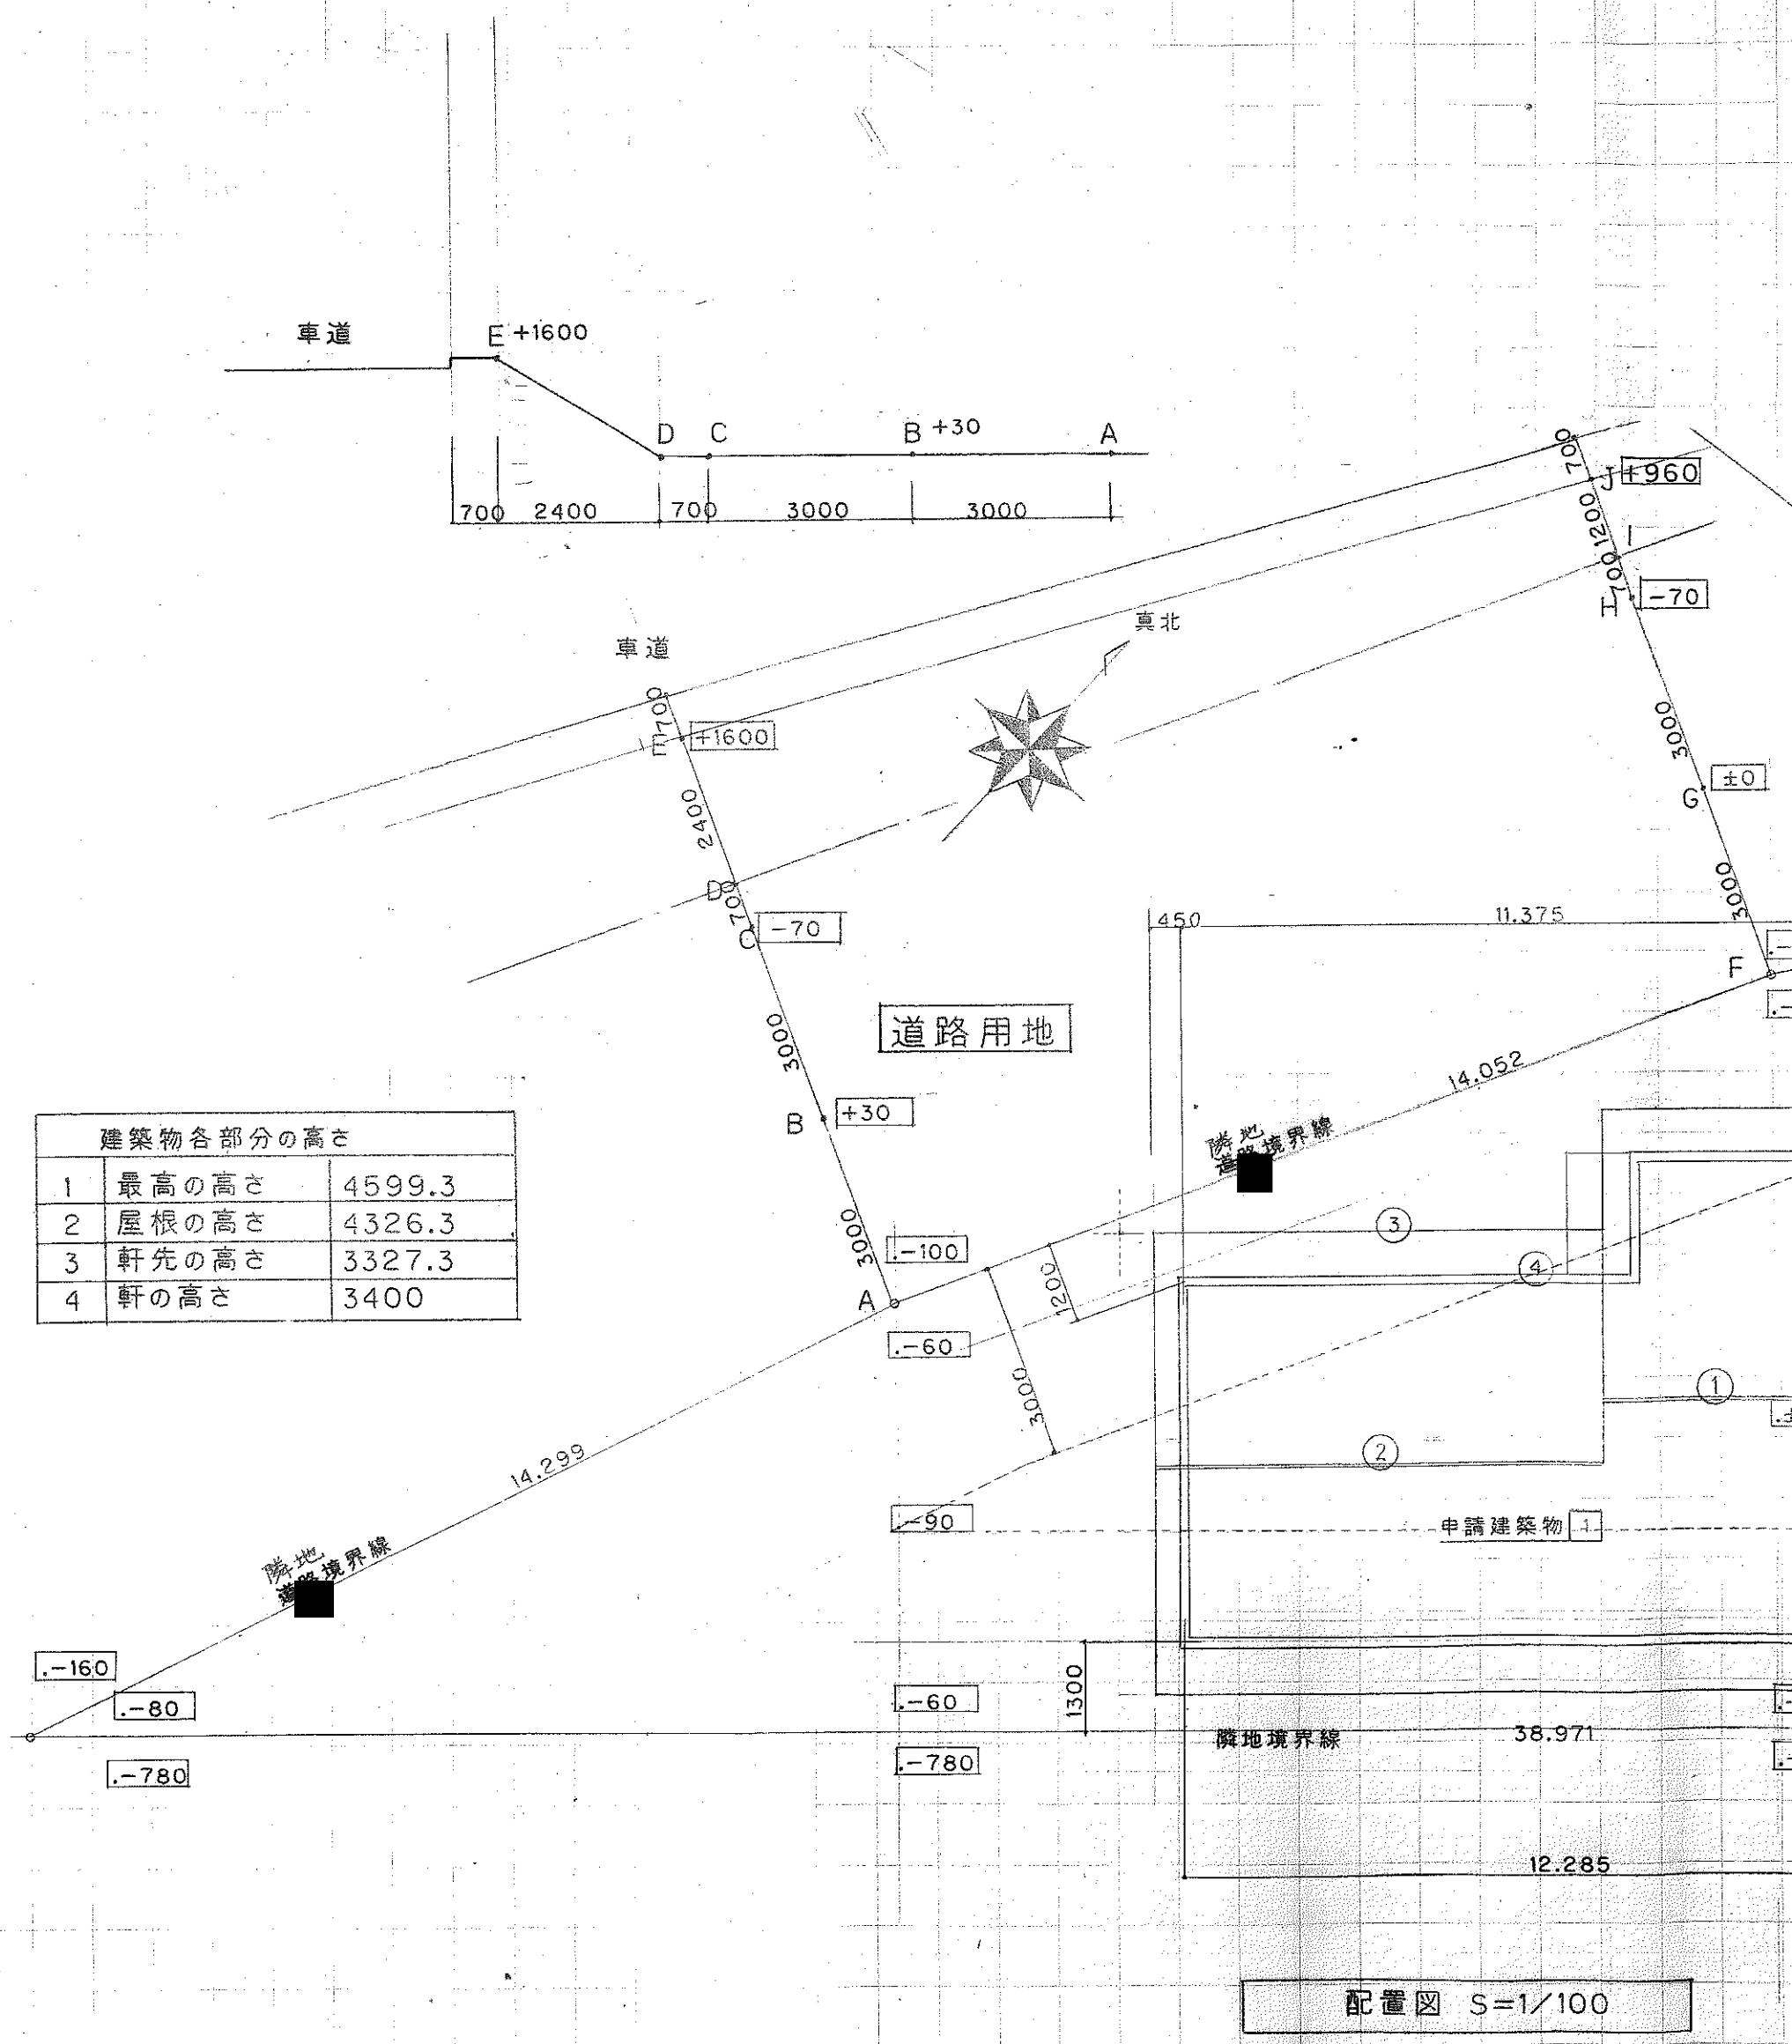 車道
E +1600
D C B +30 A
700 2400 700 3000 3000
700
J +960
1200
I
700
H -70
3000
±0
G
3000
F
真北
車道
700
E +1600
2400
D
700
C -70
3000
B +30
3000
.-100
A
.-60
道路用地
450 11.375
14.052
隣地
道路境界線
建築物各部分の高さ
1 最高の高さ 4599.3
2 屋根の高さ 4326.3
3 軒先の高さ 3327.3
4 軒の高さ 3400
③
④
1200
3000
①
②
14.299
.-90
申請建築物 1
隣地
道路境界線
.-160
.-80
.-780
.-60
.-780
1300
隣地境界線 38.971
12.285
配置図 S=1/100